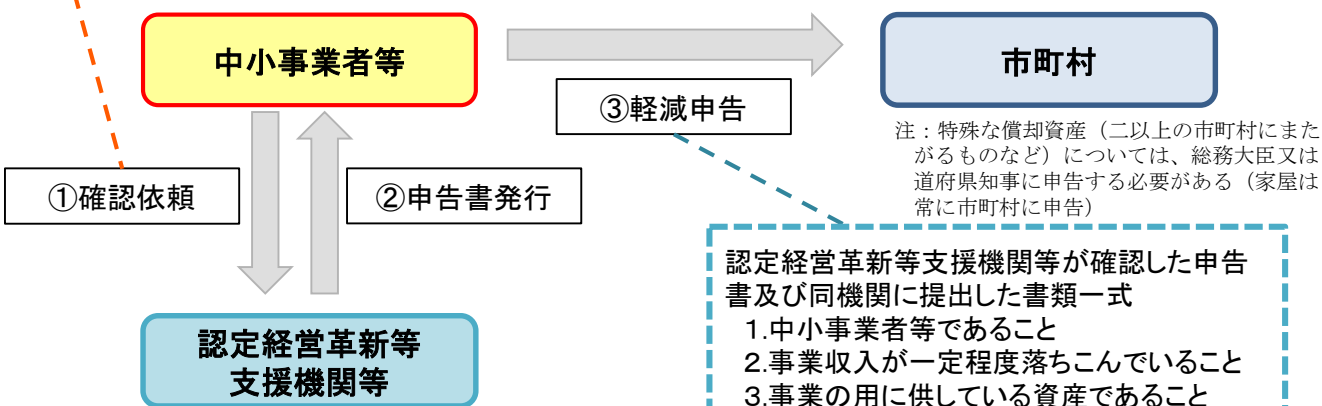 中小事業者等
市町村
③軽減申告
注：特殊な償却資産（二以上の市町村にまた
がるものなど）については、総務大臣又は
道府県知事に申告する必要がある（家屋は
常に市町村に申告）
①確認依頼
②申告書発行
認定経営革新等
支援機関等
認定経営革新等支援機関等が確認した申告
書及び同機関に提出した書類一式
1.中小事業者等であること
2.事業収入が一定程度落ちこんでいること
3.事業の用に供している資産であること